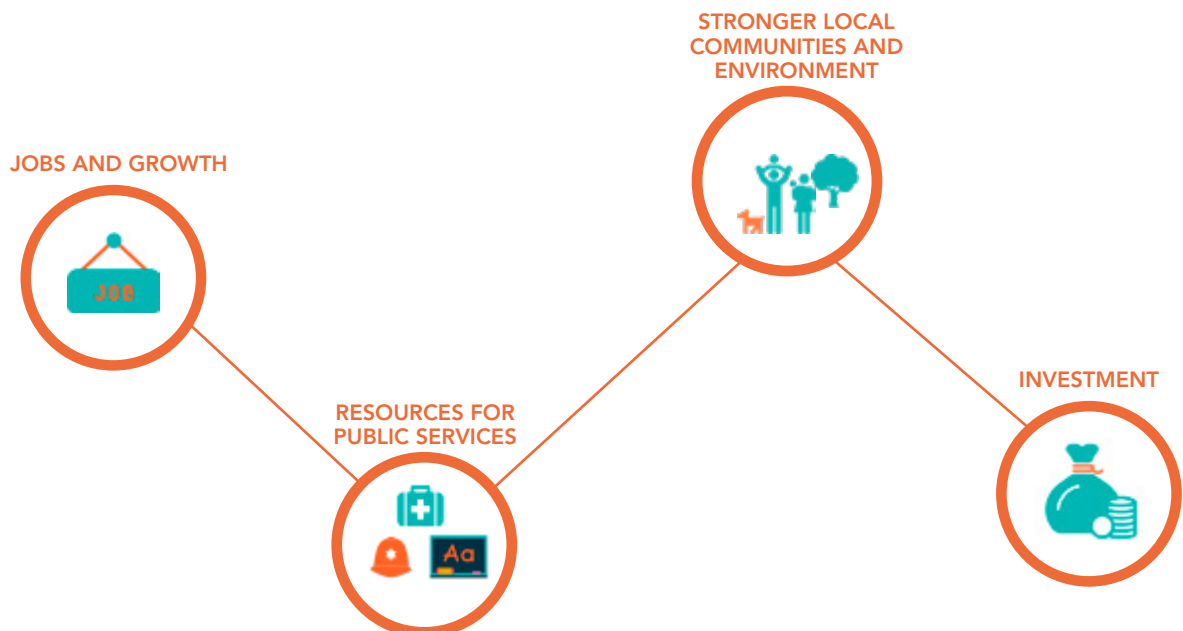 STRONGER LOCAL
COMMUNITIES AND
ENVIRONMENT
JOBS AND GROWTH
JOB
INVESTMENT
RESOURCES FOR
PUBLIC SERVICES
Aa